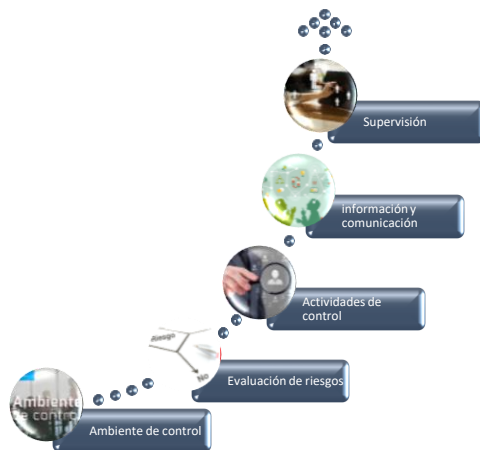 Supervisión
información y
comunicación
Actividades de
control
Riesgo
No
Evaluación de riesgos
Ambiente
de control
Ambiente de control